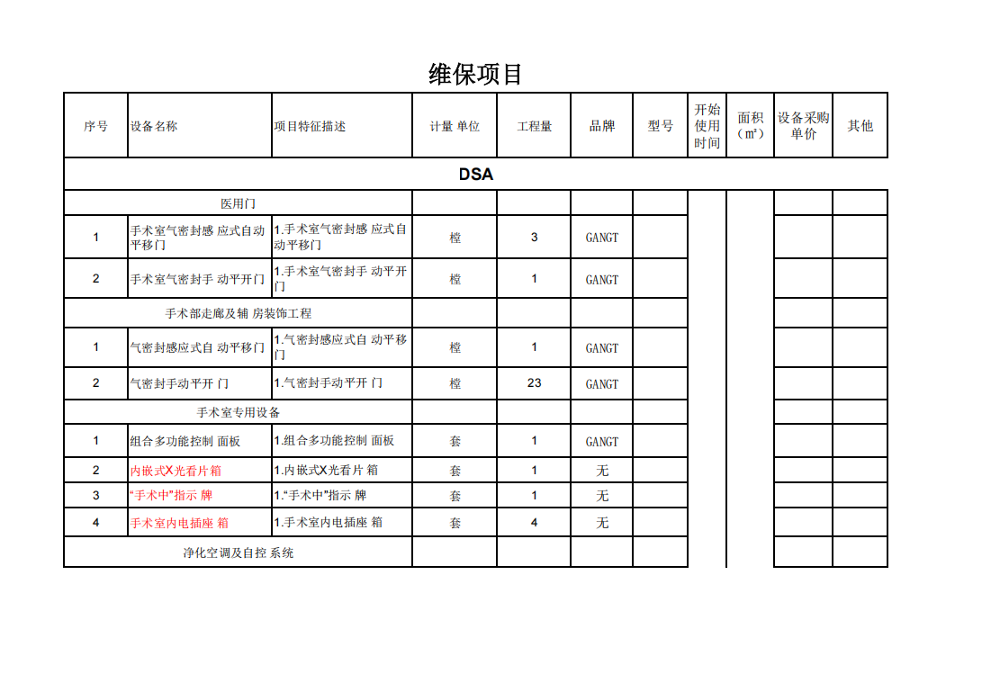 维保项目
序号 设备名称 项目特征描述 计量 单位 工程量 品牌 型号 开始使用时间 面积（㎡） 设备采购单价 其他
DSA
医用门
1 手术室气密封感 应式自动平移门 1.手术室气密封感 应式自动平移门 樘 3 GANGT
2 手术室气密封手 动平开门 1.手术室气密封手 动平开门 樘 1 GANGT
手术部走廊及辅 房装饰工程
1 气密封感应式自 动平移门 1.气密封感应式自 动平移门 樘 1 GANGT
2 气密封手动平开 门 1.气密封手动平开 门 樘 23 GANGT
手术室专用设备
1 组合多功能控制 面板 1.组合多功能控制 面板 套 1 GANGT
2 内嵌式X光看片箱 1.内嵌式X光看片 箱 套 1 无
3 “手术中”指示 牌 1.“手术中”指示 牌 套 1 无
4 手术室内电插座 箱 1.手术室内电插座 箱 套 4 无
净化空调及自控 系统